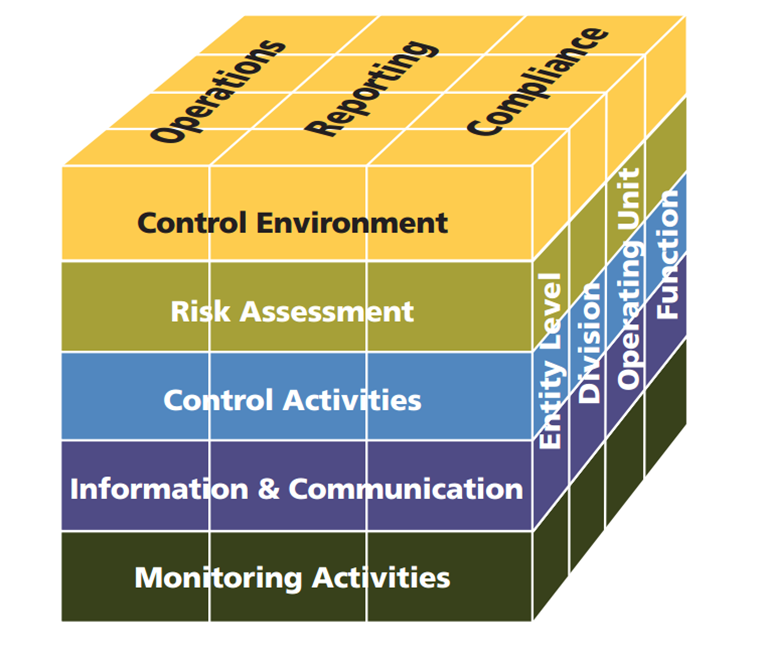 Operations
Reporting
Compliance
Control Environment
Risk Assessment
Control Activities
Information & Communication
Monitoring Activities
Entity Level
Division
Operating Unit
Function